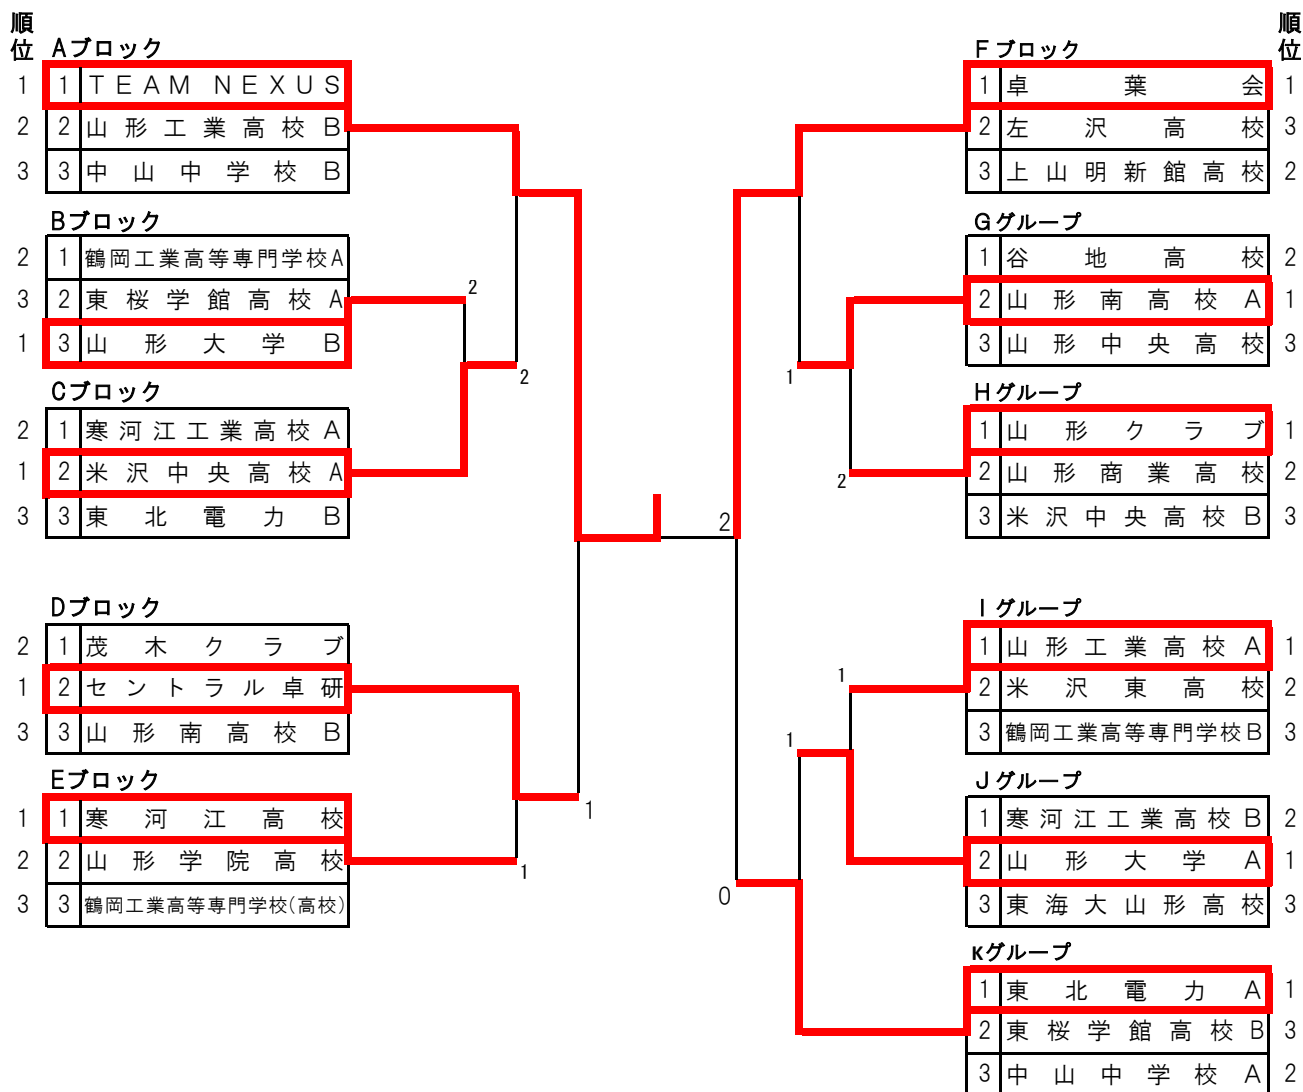 順位
Aブロック
1 1 TEAM NEXUS
2 2 山形工業高校B
3 3 中山中学校B
Bブロック
2 1 鶴岡工業高等専門学校A
3 2 東桜学館高校A
1 3 山形大学B
Cブロック
2 1 寒河江工業高校A
1 2 米沢中央高校A
3 3 東北電力B
Dブロック
2 1 茂木クラブ
1 2 セントラル卓研
3 3 山形南高校B
Eブロック
1 1 寒河江高校
2 2 山形学院高校
3 3 鶴岡工業高等専門学校(高校)
2
2
1
1
2
0
1
2
1
1
順位
Fブロック
1 卓葉会 1
2 左沢高校 3
3 上山明新館高校 2
Gグループ
1 谷地高校 2
2 山形南高校A 1
3 山形中央高校 3
Hグループ
1 山形クラブ 1
2 山形商業高校 2
3 米沢中央高校B 3
Iグループ
1 山形工業高校A 1
2 米沢東高校 2
3 鶴岡工業高等専門学校B 3
Jグループ
1 寒河江工業高校B 2
2 山形大学A 1
3 東海大山形高校 3
Kグループ
1 東北電力A 1
2 東桜学館高校B 3
3 中山中学校A 2